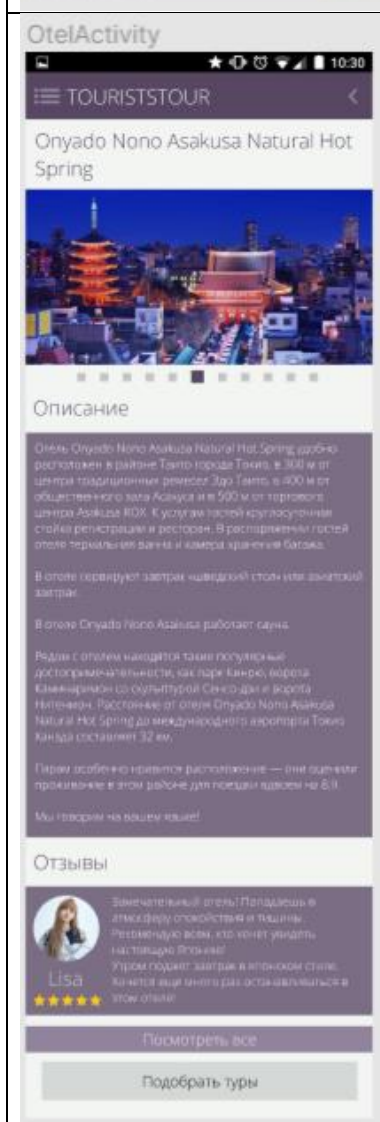 OtelActivity
10:30
TOURISTSTOUR
Onyado Nono Asakusa Natural Hot
Spring
Описание
Отель Onyado Nono Asakusa Natural Hot Spring удобно
расположен в районе Таито города Токио, в 300 м от
центра традиционных ремесел Эдо Таито, в 400 м от
общественного зала Асакуса и в 500 м от торгового
центра Asakusa ROX. К услугам гостей круглосуточная
стойка регистрации и ресторан. В распоряжении гостей
отеля термальная ванна и камера хранения багажа.
В отеле сервируют завтрак «шведский стол» или азиатский
завтрак.
В отеле Onyado Nono Asakusa работает сауна.
Рядом с отелем находятся такие популярные
достопримечательности, как парк Кинрю, ворота
Каминаримон со скульптурой Сенсо-дзи и ворота
Нитенмон. Расстояние от отеля Onyado Nono Asakusa
Natural Hot Spring до международного аэропорта Токио
Ханэда составляет 32 км.
Парам особенно нравится расположение — они оценили
проживание в этом районе для поездки вдвоем на 8,9
Мы говорим на вашем языке!
Отзывы
Замечательный отель! Попадаешь в
атмосферу спокойствия и тишины.
Рекомендую всем, кто хочет увидеть
настоящую Японию!
Утром подают завтрак в японском стиле.
Хочется еще много раз останавливаться в
этом отеле!
Lisa
Посмотреть все
Подобрать туры